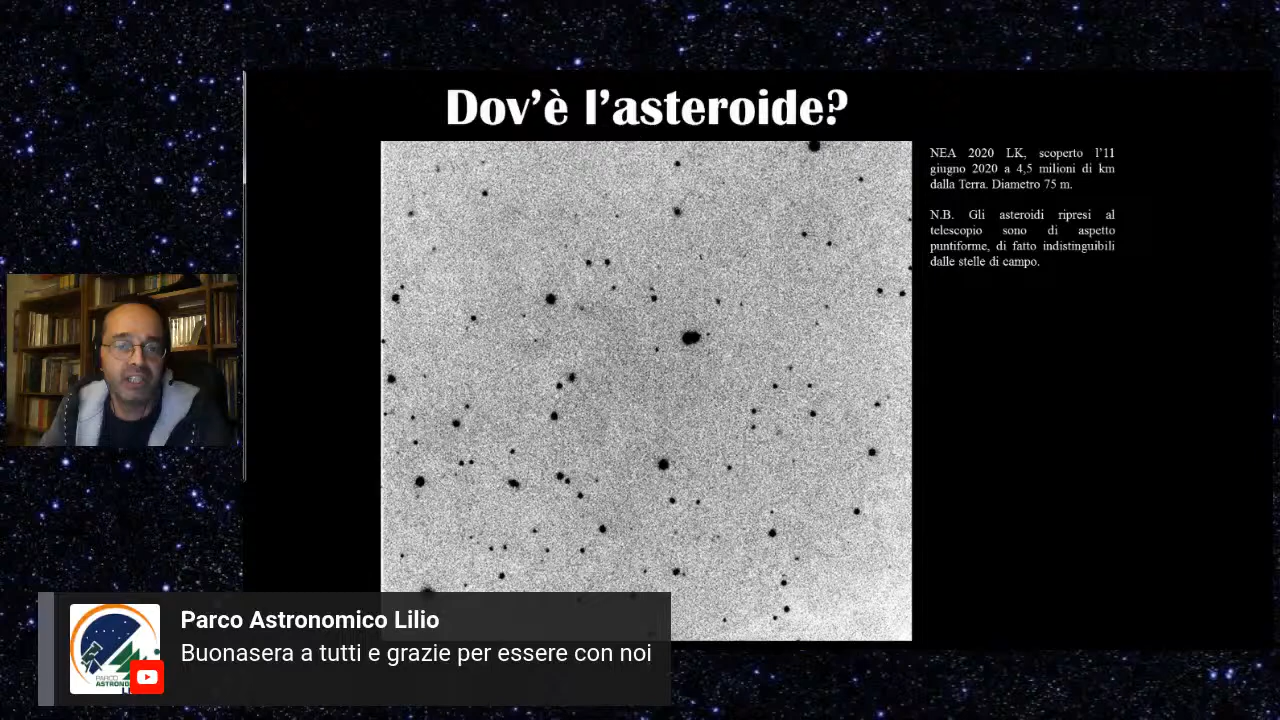 Dov'è l'asteroide?
NEA 2020 LK, scoperto l'11
giugno 2020 a 4,5 milioni di km
dalla Terra. Diametro 75 m.
N.B. Gli asteroidi ripresi al
telescopio sono di aspetto
puntiforme, di fatto indistinguibili
dalle stelle di campo.
Parco Astronomico Lilio
Buonasera a tutti e grazie per essere con noi
PARCO